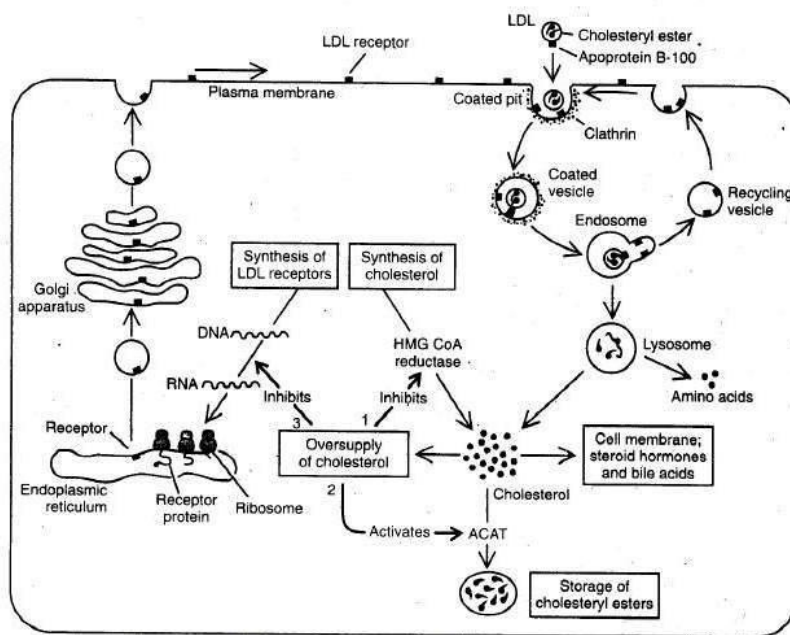 LDL
Cholesteryl ester
Apoprotein B-100
LDL receptor
Plasma membrane
Coated pit
Clathrin
Coated
vesicle
Recycling
vesicle
Endosome
Golgi
apparatus
Synthesis of
LDL receptors
Synthesis of
cholesterol
DNA
RNA
HMG CoA
reductase
Lysosome
Amino acids
Inhibits
Inhibits
3
1
Receptor
Oversupply
of cholesterol
2
Cholesterol
Cell membrane;
steroid hormones
and bile acids
Endoplasmic
reticulum
Receptor
protein
Ribosome
Activates
ACAT
Storage of
cholesteryl esters